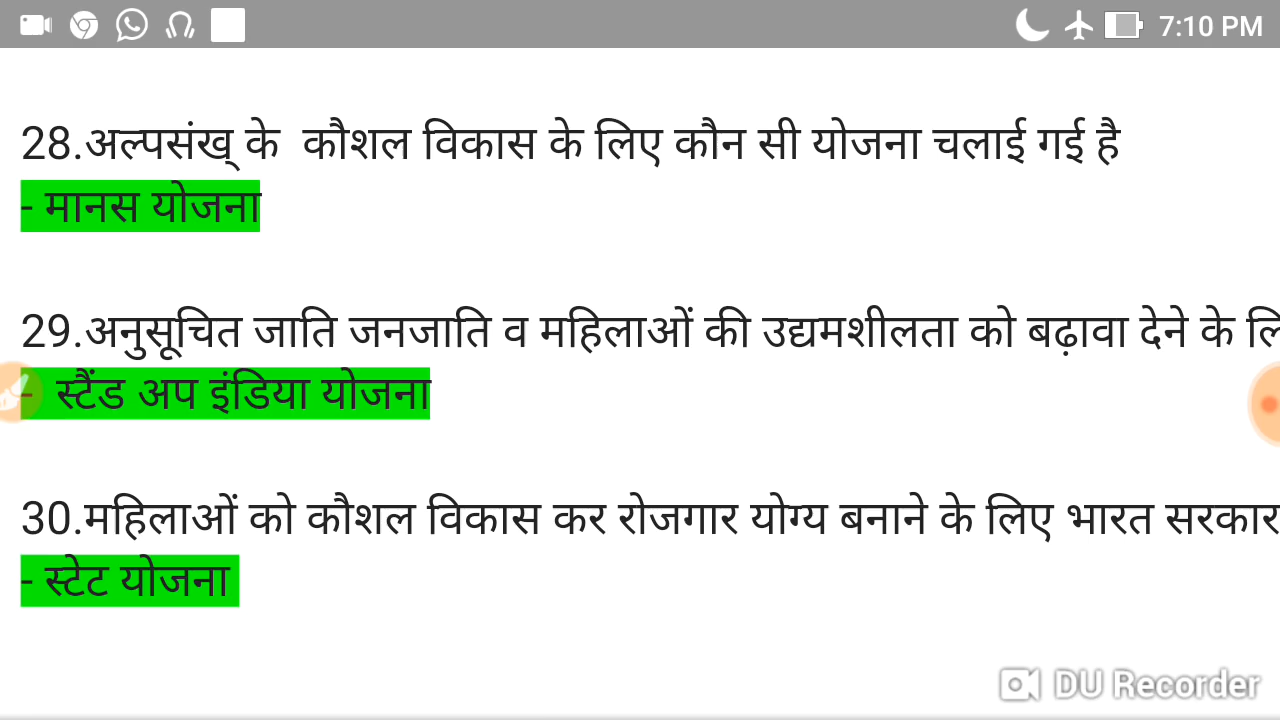 7:10 PM
28.अल्पसंख् के  कौशल विकास के लिए कौन सी योजना चलाई गई है
- मानस योजना
29.अनुसूचित जाति जनजाति व महिलाओं की उद्यमशीलता को बढ़ावा देने के लि
-  स्टैंड अप इंडिया योजना
30.महिलाओं को कौशल विकास कर रोजगार योग्य बनाने के लिए भारत सरकार
- स्टेट योजना
DU Recorder